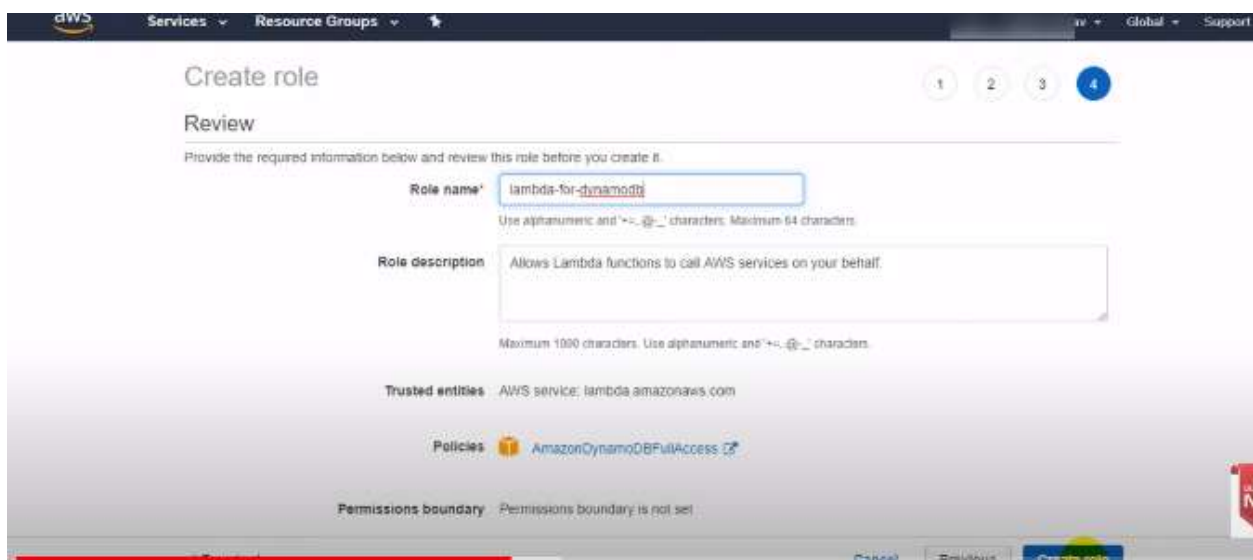 aws Services Resource Groups Global Support
Create role 1 2 3 4
Review
Provide the required information below and review this role before you create it.
Role name* lambda-for-dynamodb
Use alphanumeric and '+=,.@-_' characters. Maximum 64 characters.
Role description Allows Lambda functions to call AWS services on your behalf.
Maximum 1000 characters. Use alphanumeric and '+=,.@-_' characters.
Trusted entities AWS service: lambda.amazonaws.com
Policies AmazonDynamoDBFullAccess
Permissions boundary Permissions boundary is not set
Cancel Previous Create role